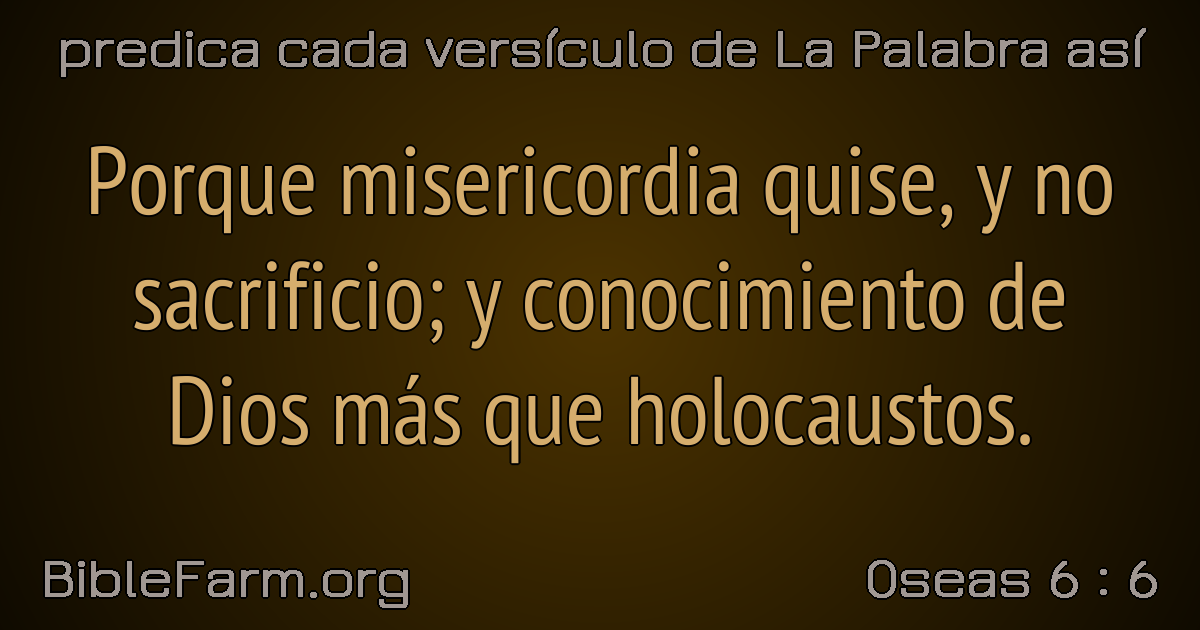 predica cada versículo de La Palabra así
Porque misericordia quise, y no
sacrificio; y conocimiento de
Dios más que holocaustos.
BibleFarm.org
Oseas 6 : 6